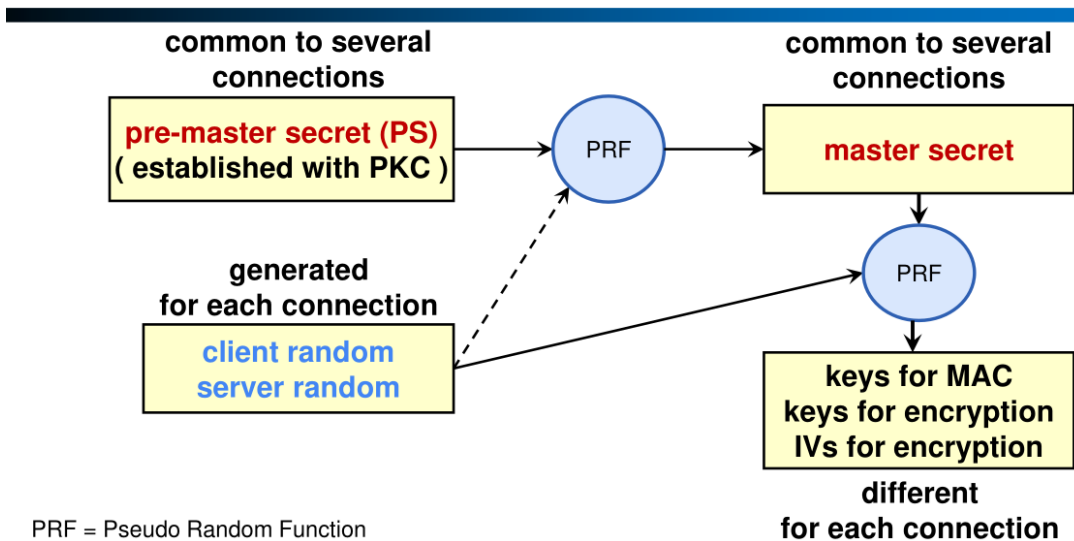 common to several
connections
pre-master secret (PS)
( established with PKC )
PRF
common to several
connections
master secret
generated
for each connection
client random
server random
PRF
keys for MAC
keys for encryption
IVs for encryption
different
for each connection
PRF = Pseudo Random Function